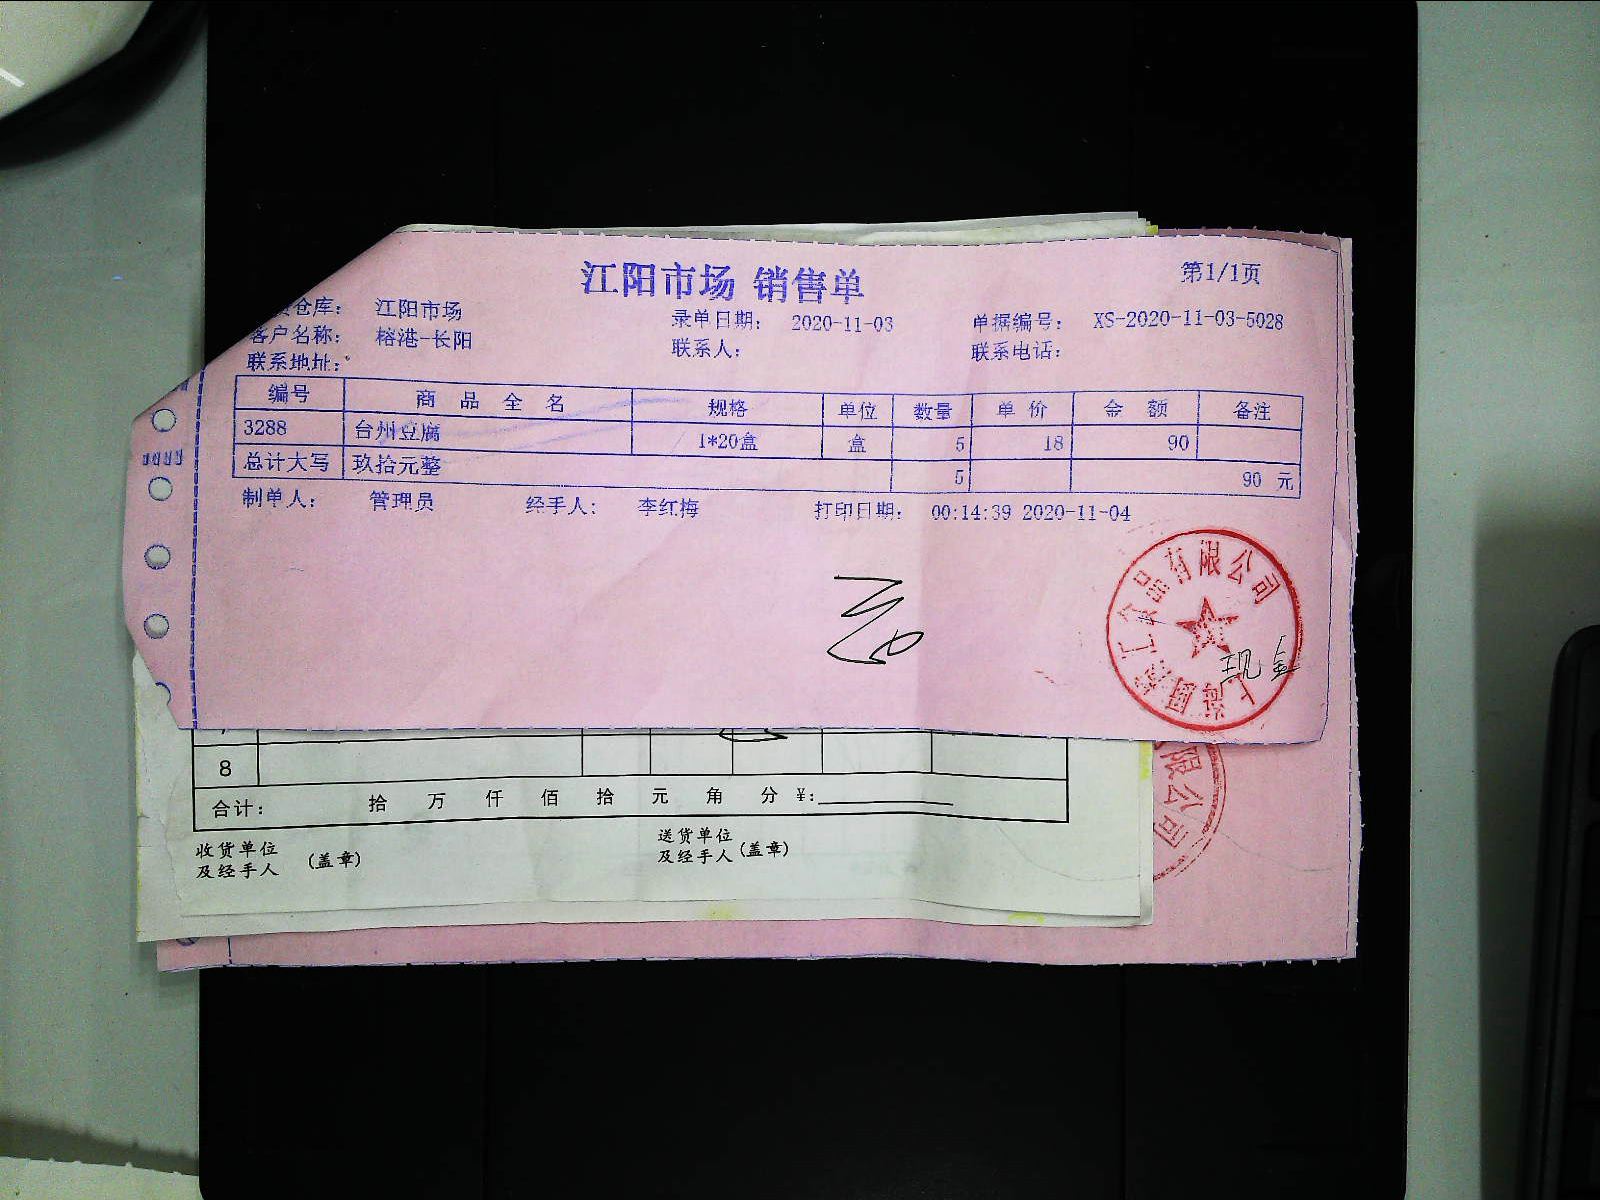 江阳市场 销售单
第1/1页
仓库： 江阳市场
录单日期： 2020-11-03
单据编号： XS-2020-11-03-5028
客户名称： 榕港-长阳
联系人：
联系电话：
联系地址：
编号 商品全名 规格 单位 数量 单价 金额 备注
3288 台州豆腐 1*20盒 盒 5 18 90
总计大写 玖拾元整 5 90 元
制单人： 管理员 经手人： 李红梅 打印日期： 00:14:39 2020-11-04
品有限公司
上海
现金
8
合计： 拾 万 仟 佰 拾 元 角 分 ¥:
收货单位
及经手人 (盖章)
送货单位
及经手人 (盖章)
限公司